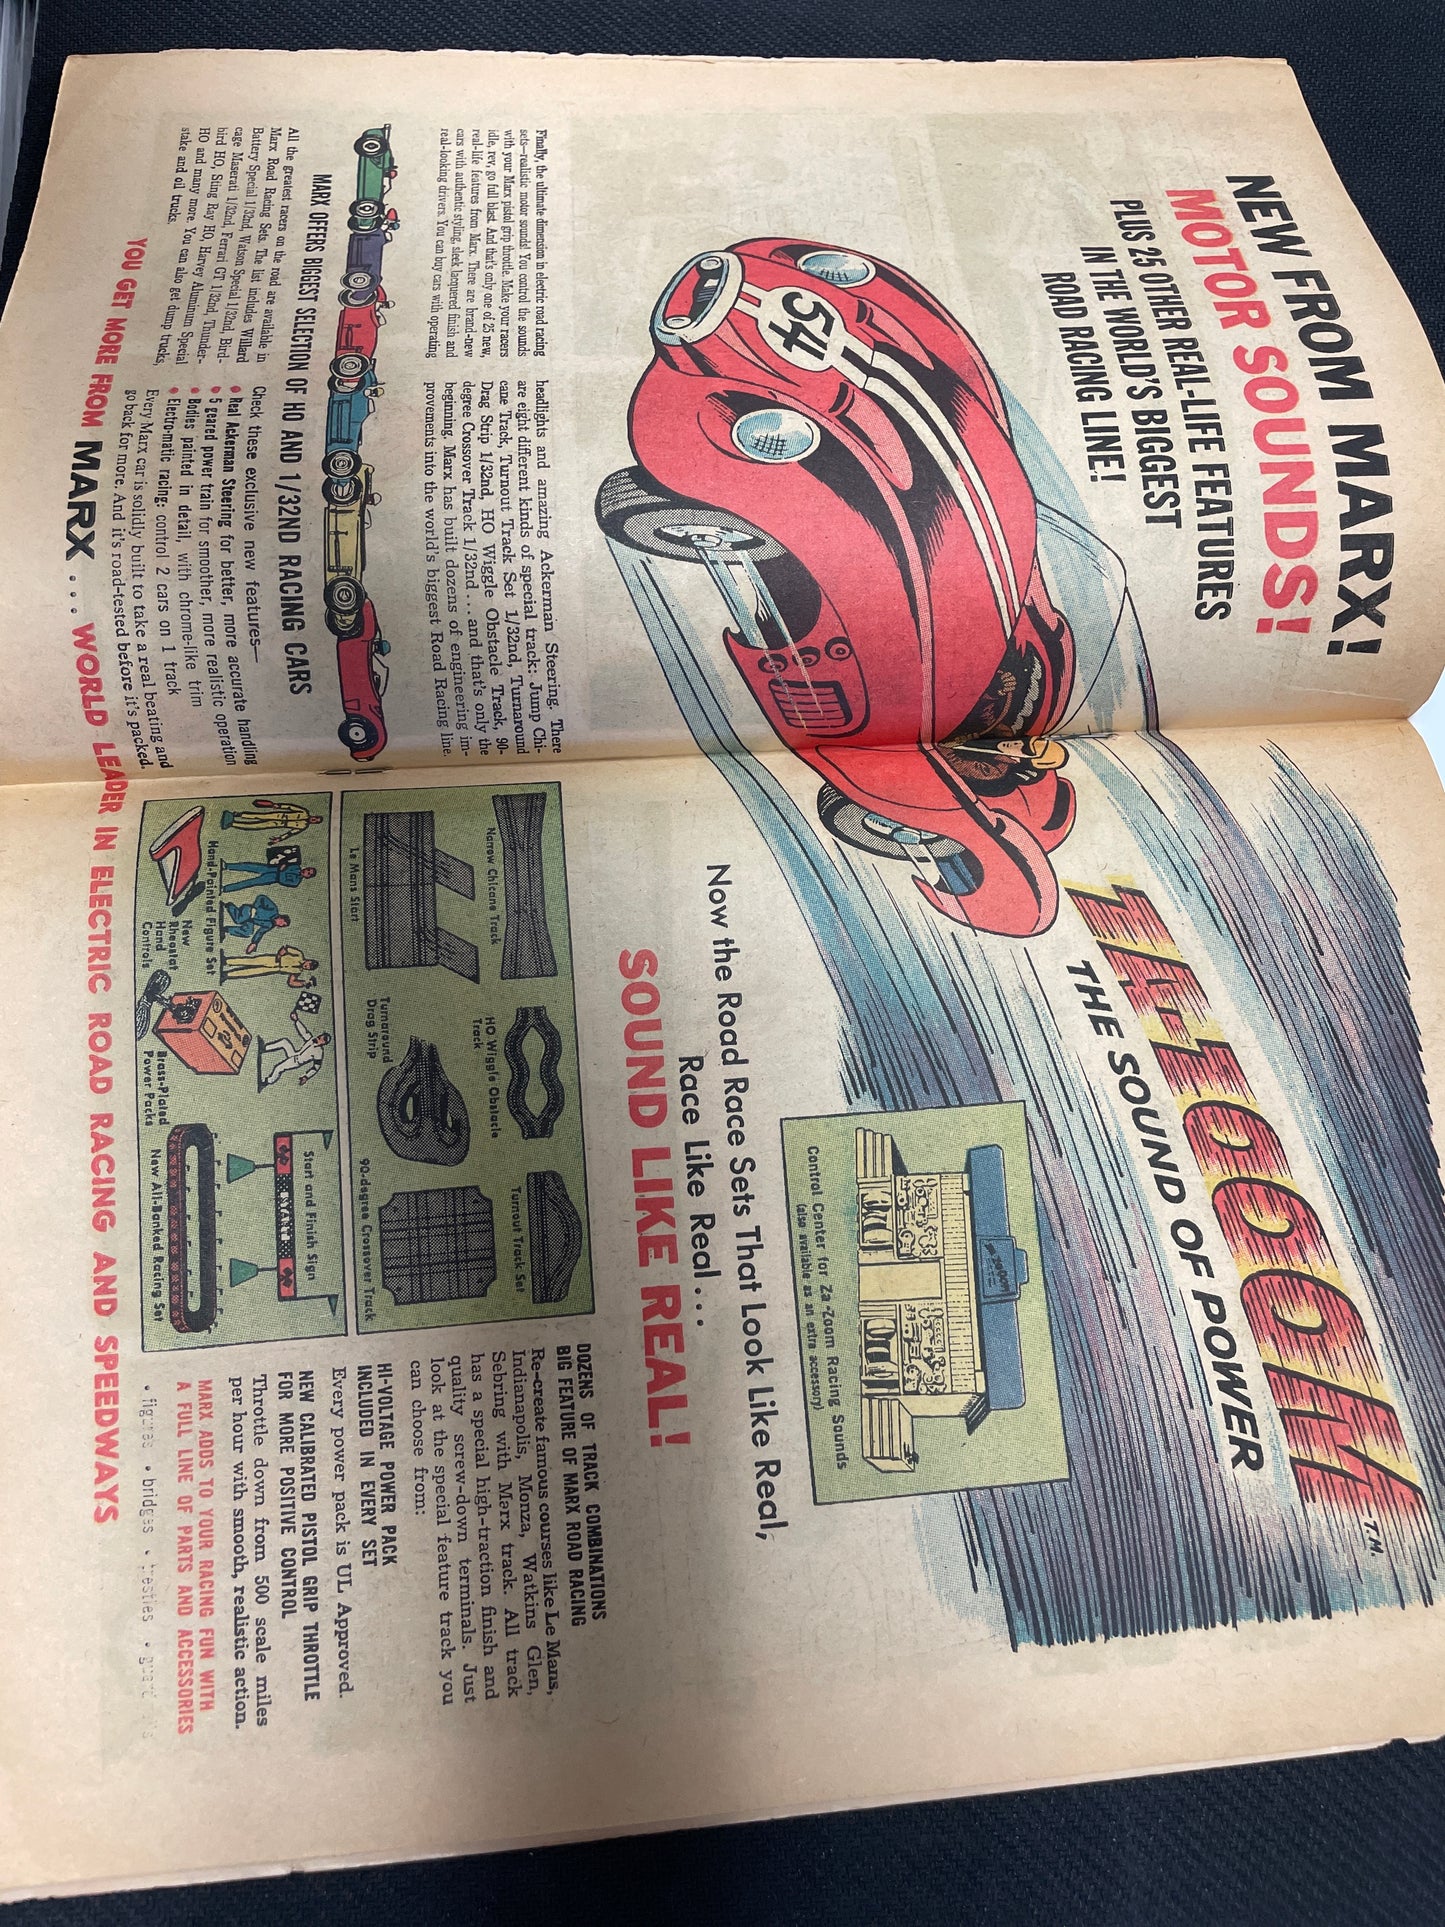 NEW FROM MARX!
MOTOR SOUNDS!
PLUS 25 OTHER REAL-LIFE FEATURES
IN THE WORLD'S BIGGEST
ROAD RACING LINE!
54
ZA-ZOOOM
T.M.
THE SOUND OF POWER
Control Center for Za-Zoom Racing Sounds
(also available as an extra accessory)
Now the Road Race Sets That Look Like Real,
Race Like Real...
SOUND LIKE REAL!
Finally, the ultimate dimension in electric road racing
sets—realistic motor sounds! You control the sounds
with your Marx pistol grip throttle. Make your racers
idle, rev, go full blast. And that's only one of 25 new,
real-life features from Marx. There are brand-new
cars with authentic styling, sleek lacquered finish and
real-looking drivers. You can buy cars with operating
headlights and amazing Ackerman Steering. There
are eight different kinds of special track: Jump Chi-
cane Track, Turnout Track Set 1/32nd, Turnaround
Drag Strip 1/32nd, HO Wiggle Obstacle Track, 90-
degree Crossover Track 1/32nd...and that's only the
beginning. Marx has built dozens of engineering im-
provements into the world's biggest Road Racing line.
MARX OFFERS BIGGEST SELECTION OF HO AND 1/32ND RACING CARS
All the greatest racers on the road are available in
Marx Road Racing Sets. The list includes Willard
Battery Special 1/32nd, Watson Special 1/32nd, Bird-
cage Maserati 1/32nd, Ferrari GT 1/32nd, Thunder-
bird HO, Sting Ray HO, Harvey Aluminum Special
HO and many more. You can also get dump trucks,
stake and oil trucks.
Check these exclusive new features—
• Real Ackerman Steering for better, more accurate handling
• 5 geared power train for smoother, more realistic operation
• Bodies painted in detail, with chrome-like trim
• Electro-matic racing: control 2 cars on 1 track
Every Marx car is solidly built to take a real beating and
go back for more. And it's road-tested before it's packed.
Narrow Chicane Track
HO Wiggle Obstacle
Track
Turnout Track Set
Le Mans Start
Turnaround
Drag Strip
90-degree Crossover Track
Hand-Painted Figure Set
START
Start and Finish Sign
New
Rheostat
Hand
Controls
Brass-Plated
Power Packs
New All-Banked Racing Set
DOZENS OF TRACK COMBINATIONS
BIG FEATURE OF MARX ROAD RACING
Re-create famous courses like Le Mans,
Indianapolis, Monza, Watkins Glen,
Sebring with Marx track. All track
has a special high-traction finish and
quality screw-down terminals. Just
look at the special feature track you
can choose from:
HI-VOLTAGE POWER PACK
INCLUDED IN EVERY SET
Every power pack is UL Approved.
NEW CALIBRATED PISTOL GRIP THROTTLE
FOR MORE POSITIVE CONTROL
Throttle down from 500 scale miles
per hour with smooth, realistic action.
MARX ADDS TO YOUR RACING FUN WITH
A FULL LINE OF PARTS AND ACCESSORIES
• figures • bridges • trestles
YOU GET MORE FROM MARX... WORLD LEADER IN ELECTRIC ROAD RACING AND SPEEDWAYS